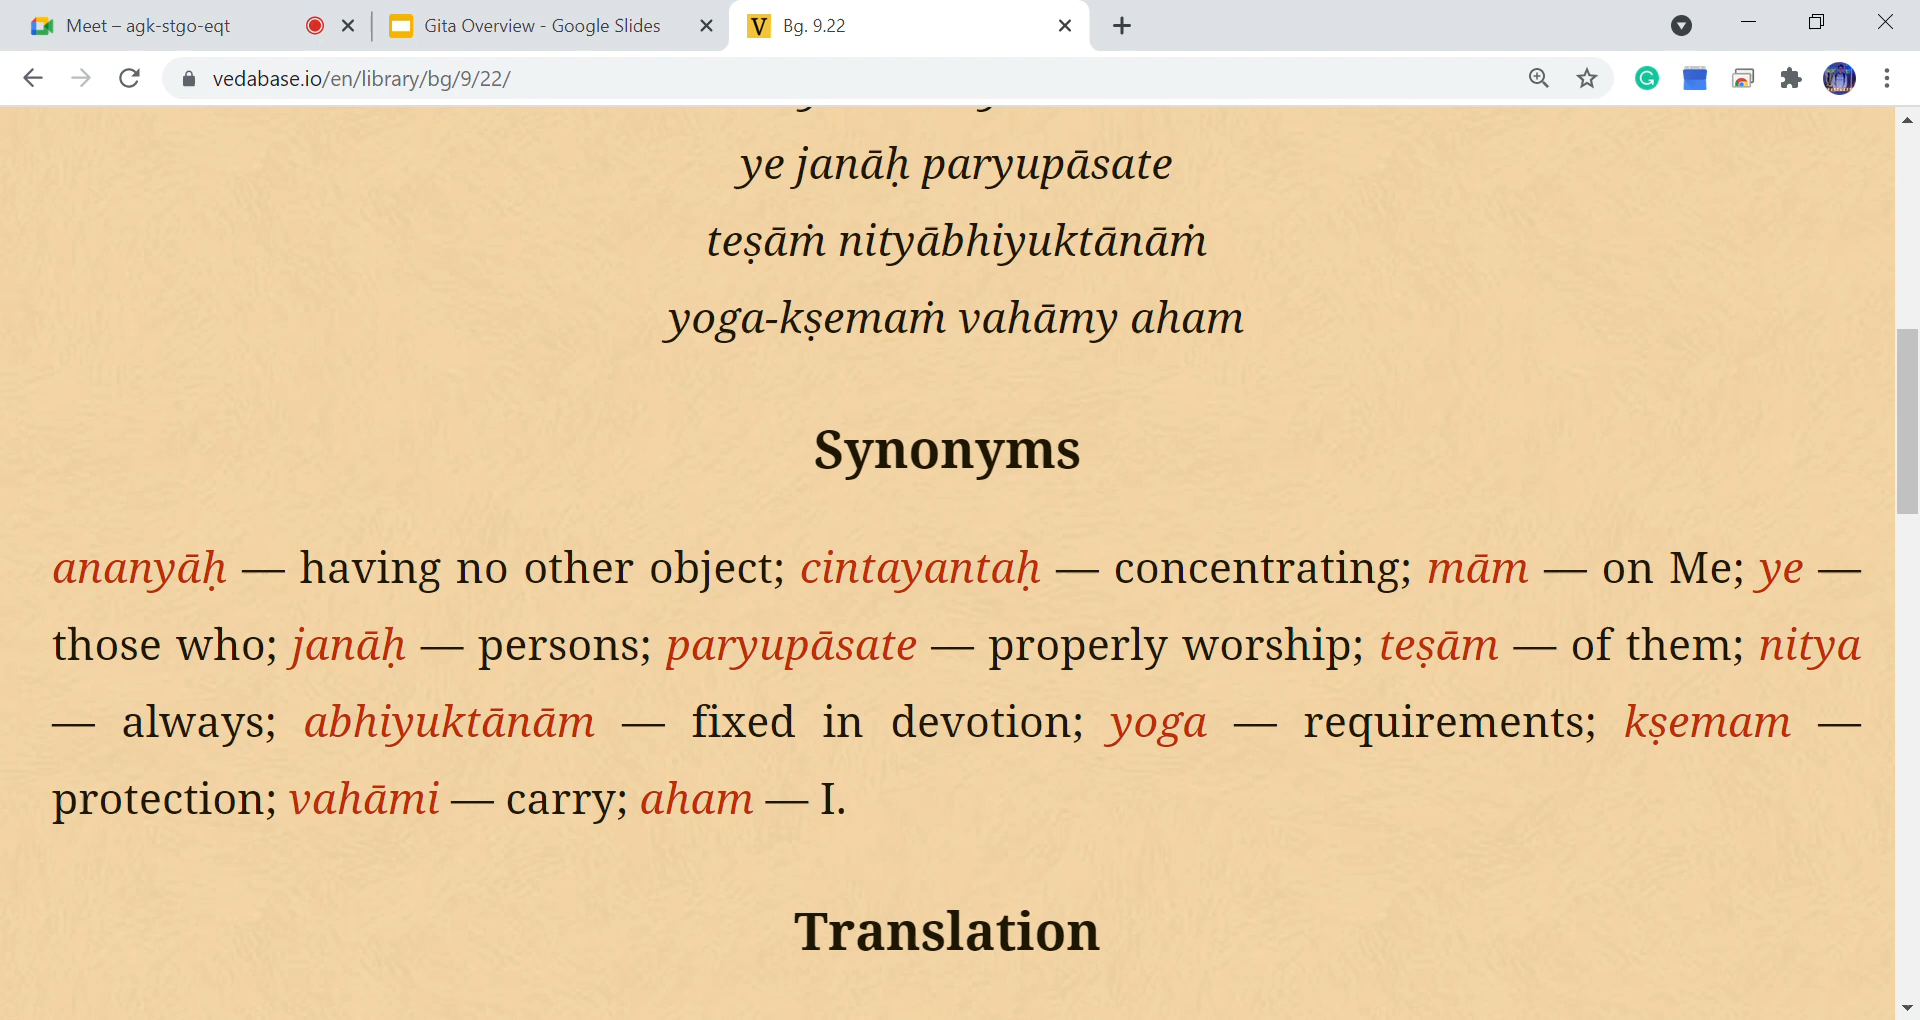 Meet – agk-stgo-eqt
Gita Overview - Google Slides
Bg. 9.22
vedabase.io/en/library/bg/9/22/
ye janāḥ paryupāsate
teṣāṁ nityābhiyuktānāṁ
yoga-kṣemaṁ vahāmy aham
Synonyms
ananyāḥ — having no other object; cintayantaḥ — concentrating; mām — on Me; ye —
those who; janāḥ — persons; paryupāsate — properly worship; teṣām — of them; nitya
— always; abhiyuktānām — fixed in devotion; yoga — requirements; kṣemam —
protection; vahāmi — carry; aham — I.
Translation